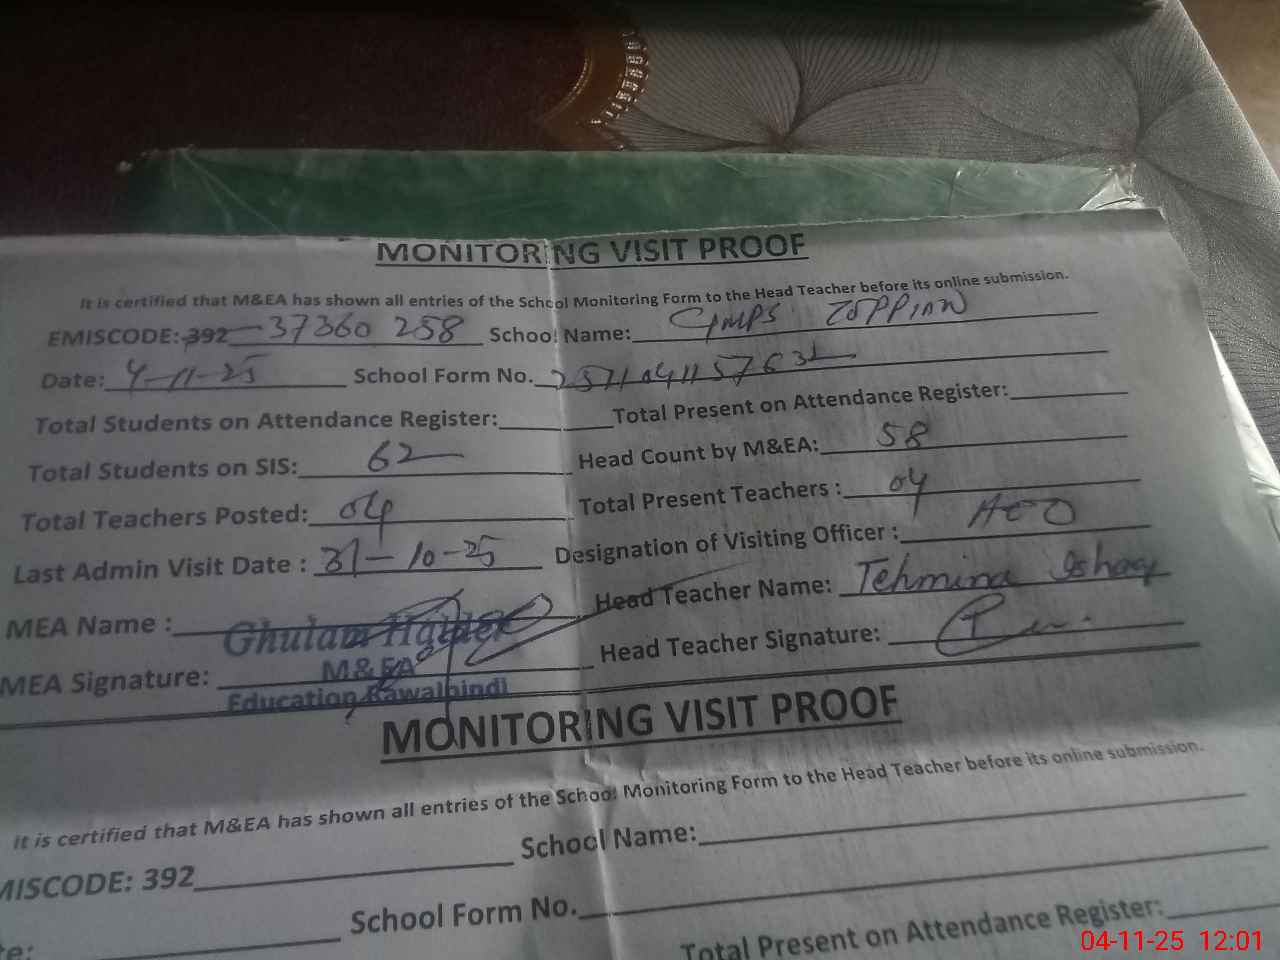 MONITORING VISIT PROOF
It is certified that M&EA has shown all entries of the School Monitoring Form to the Head Teacher before its online submission.
EMISCODE: 392 37360 258 School Name: GMPS TOPPIAN
Date: 4-11-25 School Form No. 2571041157631
Total Students on Attendance Register: Total Present on Attendance Register:
Total Students on SIS: 62 Head Count by M&EA: 58
Total Teachers Posted: 04 Total Present Teachers : 04
Last Admin Visit Date : 31-10-25 Designation of Visiting Officer : AEO
MEA Name : Ghulam Haider Head Teacher Name: Tehmina Ishaq
M&EA
MEA Signature: Head Teacher Signature:
Education Rawalpindi
MONITORING VISIT PROOF
It is certified that M&EA has shown all entries of the School Monitoring Form to the Head Teacher before its online submission.
MISCODE: 392 School Name:
te: School Form No.
Total Present on Attendance Register:
04-11-25 12:01